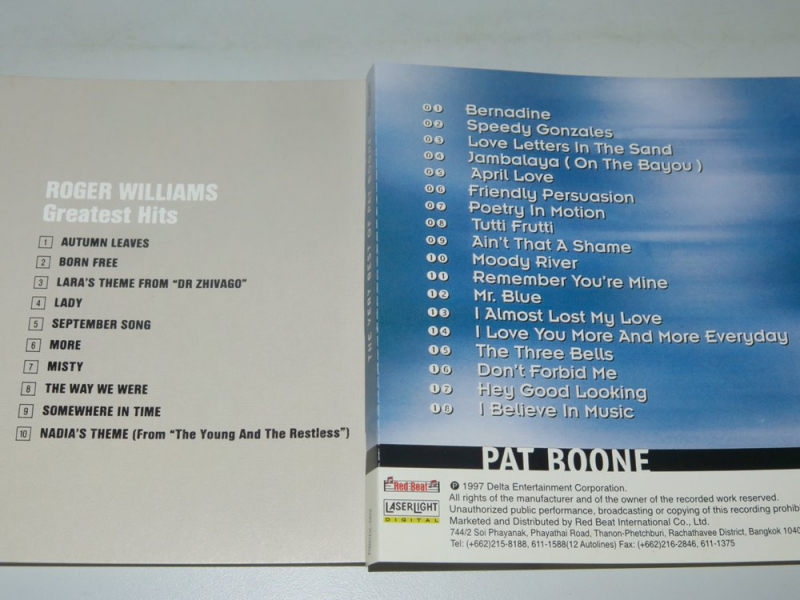 ROGER WILLIAMS
Greatest Hits
1 AUTUMN LEAVES
2 BORN FREE
3 LARA'S THEME FROM "DR ZHIVAGO"
4 LADY
5 SEPTEMBER SONG
6 MORE
7 MISTY
8 THE WAY WE WERE
9 SOMEWHERE IN TIME
10 NADIA'S THEME (From "The Young And The Restless")
THE VERY BEST OF PAT BOONE
01 Bernadine
02 Speedy Gonzales
03 Love Letters In The Sand
04 Jambalaya ( On The Bayou )
05 April Love
06 Friendly Persuasion
07 Poetry In Motion
08 Tutti Frutti
09 Ain't That A Shame
10 Moody River
11 Remember You're Mine
12 Mr. Blue
13 I Almost Lost My Love
14 I Love You More And More Everyday
15 The Three Bells
16 Don't Forbid Me
17 Hey Good Looking
18 I Believe In Music
PAT BOONE
Red Beat
LASERLIGHT
DIGITAL
℗ 1997 Delta Entertainment Corporation.
All rights of the manufacturer and of the owner of the recorded work reserved.
Unauthorized public performance, broadcasting or copying of this recording prohib
Marketed and Distributed by Red Beat International Co., Ltd.
744/2 Soi Phayanak, Phayathai Road, Thanon-Phetchburi, Rachathavee District, Bangkok 1040
Tel: (+662)215-8188, 611-1588(12 Autolines) Fax: (+662)216-2846, 611-1375